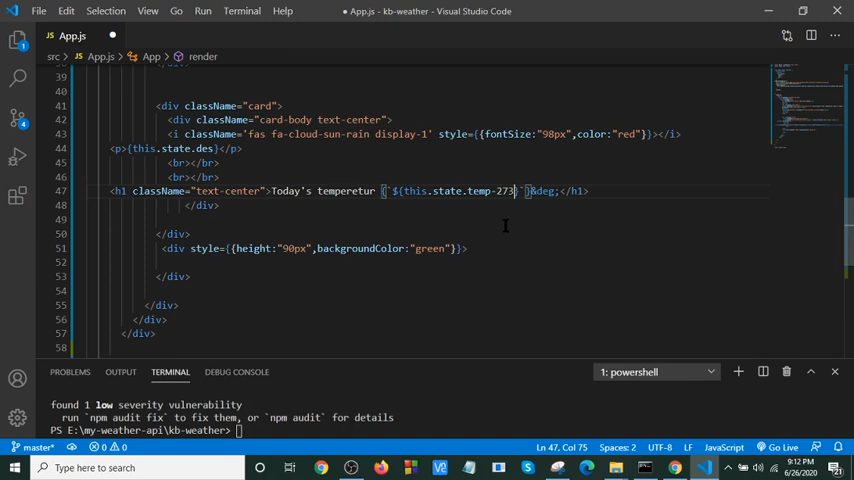 File Edit Selection View Go Run Terminal Help
● App.js - kb-weather - Visual Studio Code
JS App.js ●
src > JS App.js > App > render
39
40
41 <div className="card">
42 <div className="card-body text-center">
43 <i className='fas fa-cloud-sun-rain display-1' style={{fontSize:"98px",color:"red"}}></i>
44 <p>{this.state.des}</p>
45 <br></br>
46 <br></br>
47 <h1 className="text-center">Today's temperetur {`${this.state.temp-273}`}&deg;</h1>
48 </div>
49
50 </div>
51 <div style={{height:"90px",backgroundColor:"green"}}>
52
53 </div>
54
55 </div>
56 </div>
57 </div>
58
PROBLEMS OUTPUT TERMINAL DEBUG CONSOLE 1: powershell
found 1 low severity vulnerability
run `npm audit fix` to fix them, or `npm audit` for details
PS E:\my-weather-api\kb-weather>
master* 0 0 Ln 47, Col 75 Spaces: 2 UTF-8 LF JavaScript Go Live
Type here to search
9:12 PM
6/26/2020